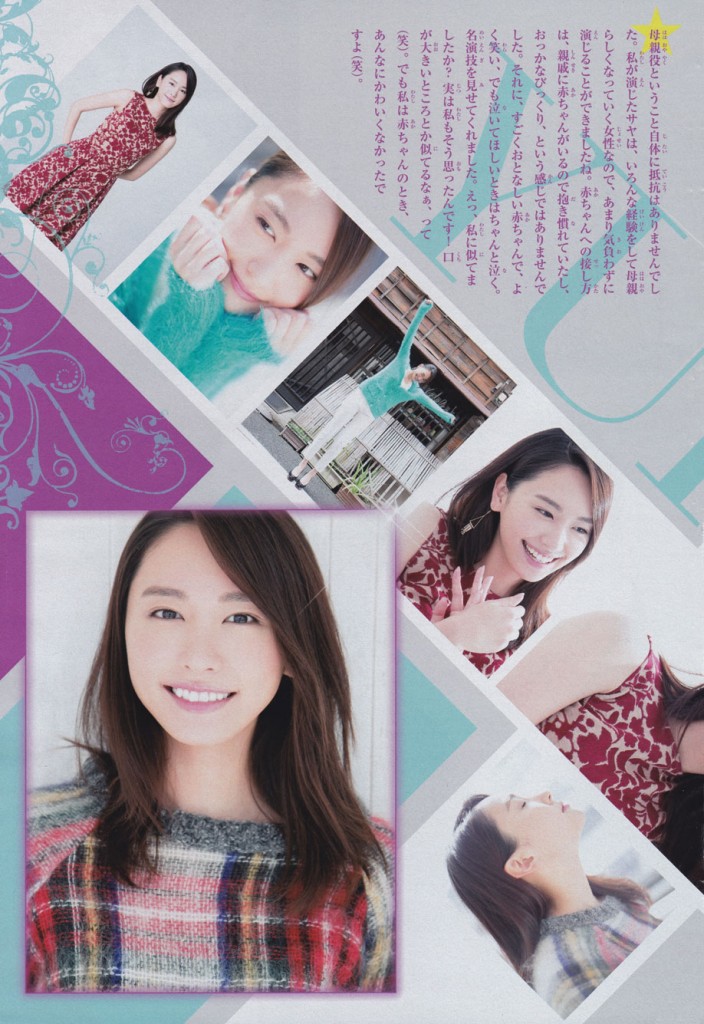 母親役ということ自体に抵抗はありませんでし
た。私が演じたサヤは、いろんな経験をして母親
らしくなっていく女性なので、あまり気負わずに
演じることができましたね。赤ちゃんへの接し方
は、親戚に赤ちゃんがいるので抱き慣れていたし、
おっかなびっくり、という感じではありませんで
した。それに、すごくおとなしい赤ちゃんで、よ
く笑い、でも泣いてほしいときはちゃんと泣く。
名演技を見せてくれました。えっ、私に似てま
したか？実は私もそう思ったんです！口
が大きいところとか似てるなぁ、って
（笑）。でも私は赤ちゃんのとき、
あんなにかわいくなかったで
すよ（笑）。
YUI